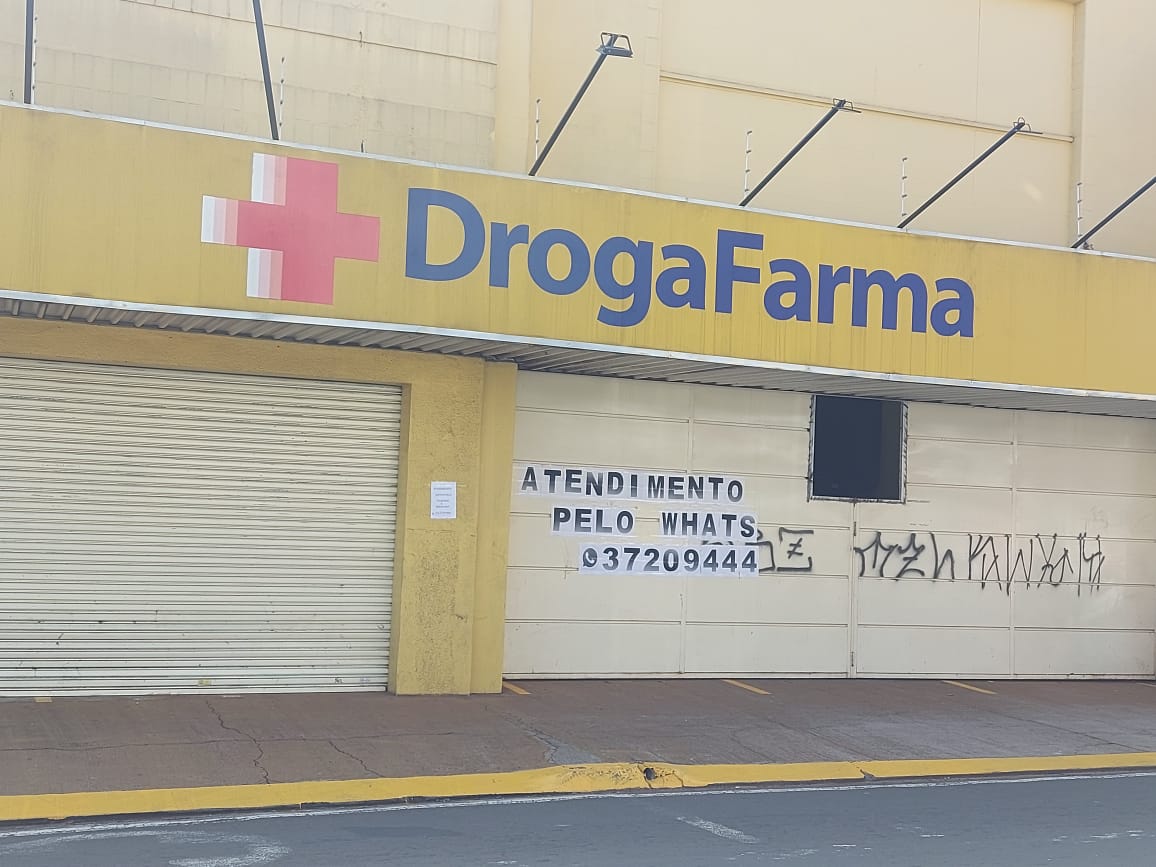 DrogaFarma
ATENDIMENTO
PELO WHATS
37209444